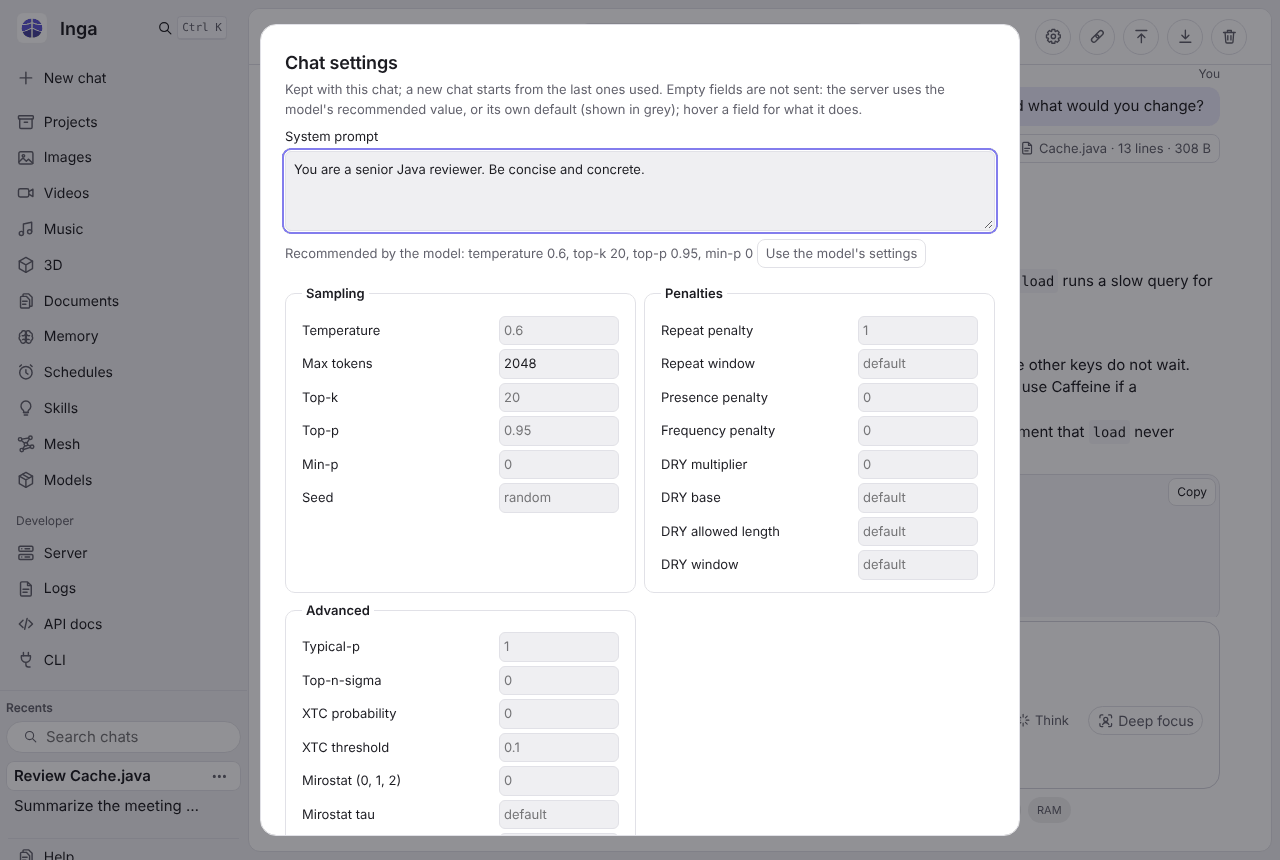 Inga
Ctrl K
New chat
Projects
Images
Videos
Music
3D
Documents
Memory
Schedules
Skills
Mesh
Models
Developer
Server
Logs
API docs
CLI
Recents
Search chats
Review Cache.java
Summarize the meeting ...
Help
Chat settings
Kept with this chat; a new chat starts from the last ones used. Empty fields are not sent: the server uses the
model's recommended value, or its own default (shown in grey); hover a field for what it does.
System prompt
You are a senior Java reviewer. Be concise and concrete.
Recommended by the model: temperature 0.6, top-k 20, top-p 0.95, min-p 0 Use the model's settings
Sampling
Temperature 0.6
Max tokens 2048
Top-k 20
Top-p 0.95
Min-p 0
Seed random
Penalties
Repeat penalty 1
Repeat window default
Presence penalty 0
Frequency penalty 0
DRY multiplier 0
DRY base default
DRY allowed length default
DRY window default
Advanced
Typical-p 1
Top-n-sigma 0
XTC probability 0
XTC threshold 0.1
Mirostat (0, 1, 2) 0
Mirostat tau default
You
what would you change?
Cache.java · 13 lines · 308 B
load runs a slow query for
other keys do not wait.
use Caffeine if a
that load never
Copy
Think
Deep focus
RAM